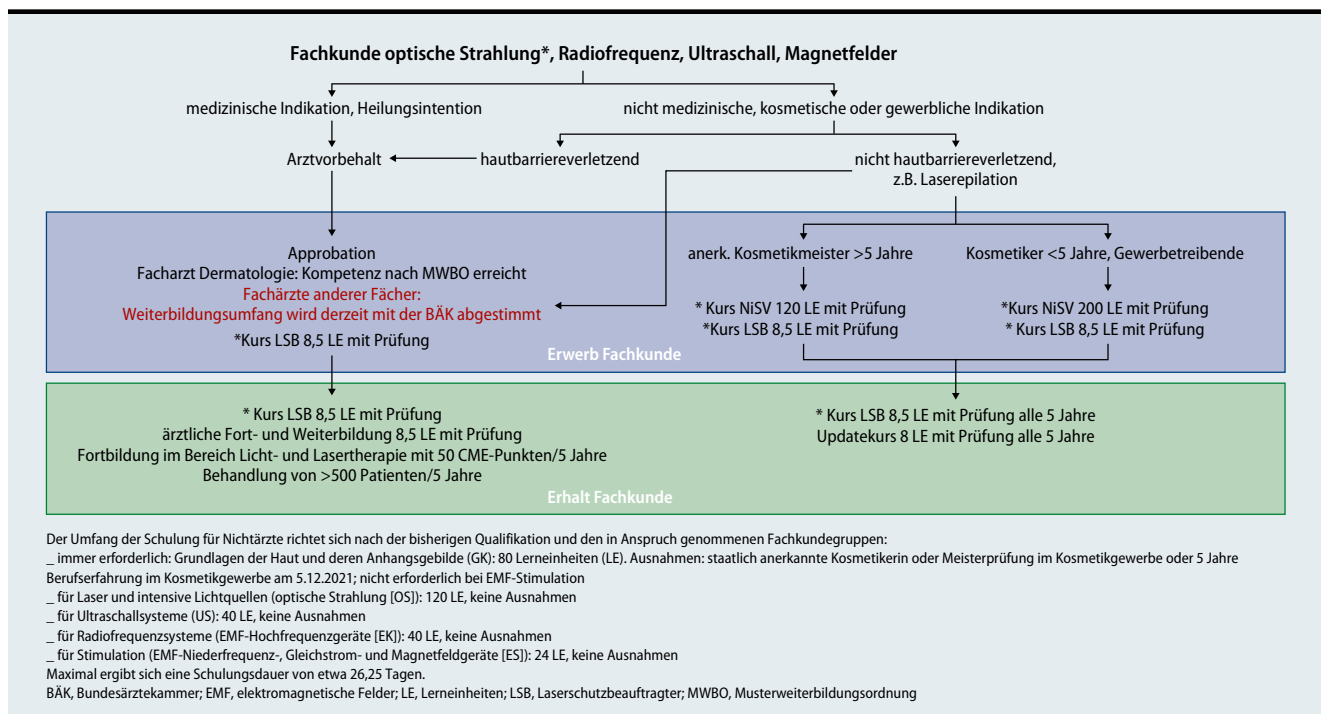 Fachkunde optische Strahlung*, Radiofrequenz, Ultraschall, Magnetfelder
medizinische Indikation, Heilungsintention
nicht medizinische, kosmetische oder gewerbliche Indikation
Arztvorbehalt
hautbarriereverletzend
nicht hautbarriereverletzend,
z.B. Laserepilation
Approbation
Facharzt Dermatologie: Kompetenz nach MWBO erreicht
Fachärzte anderer Fächer:
Weiterbildungsumfang wird derzeit mit der BÄK abgestimmt
*Kurs LSB 8,5 LE mit Prüfung
anerk. Kosmetikmeister >5 Jahre
* Kurs NiSV 120 LE mit Prüfung
*Kurs LSB 8,5 LE mit Prüfung
Kosmetiker <5 Jahre, Gewerbetreibende
*Kurs NiSV 200 LE mit Prüfung
* Kurs LSB 8,5 LE mit Prüfung
Erwerb Fachkunde
* Kurs LSB 8,5 LE mit Prüfung
ärztliche Fort- und Weiterbildung 8,5 LE mit Prüfung
Fortbildung im Bereich Licht- und Lasertherapie mit 50 CME-Punkten/5 Jahre
Behandlung von >500 Patienten/5 Jahre
* Kurs LSB 8,5 LE mit Prüfung alle 5 Jahre
Updatekurs 8 LE mit Prüfung alle 5 Jahre
Erhalt Fachkunde
Der Umfang der Schulung für Nichtärzte richtet sich nach der bisherigen Qualifikation und den in Anspruch genommenen Fachkundegruppen:
_ immer erforderlich: Grundlagen der Haut und deren Anhangsgebilde (GK): 80 Lerneinheiten (LE). Ausnahmen: staatlich anerkannte Kosmetikerin oder Meisterprüfung im Kosmetikgewerbe oder 5 Jahre
Berufserfahrung im Kosmetikgewerbe am 5.12.2021; nicht erforderlich bei EMF-Stimulation
_ für Laser und intensive Lichtquellen (optische Strahlung [OS]): 120 LE, keine Ausnahmen
_ für Ultraschallsysteme (US): 40 LE, keine Ausnahmen
_ für Radiofrequenzsysteme (EMF-Hochfrequenzgeräte [EK]): 40 LE, keine Ausnahmen
_ für Stimulation (EMF-Niederfrequenz-, Gleichstrom- und Magnetfeldgeräte [ES]): 24 LE, keine Ausnahmen
Maximal ergibt sich eine Schulungsdauer von etwa 26,25 Tagen.
BÄK, Bundesärztekammer; EMF, elektromagnetische Felder; LE, Lerneinheiten; LSB, Laserschutzbeauftragter; MWBO, Musterweiterbildungsordnung